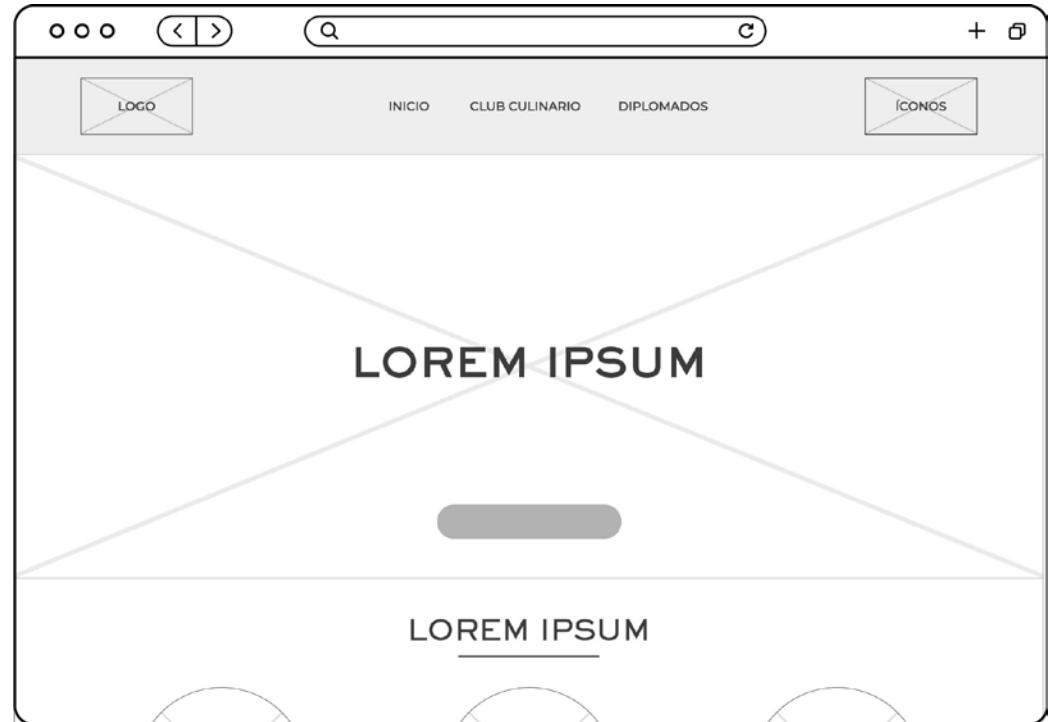 LOGO
INICIO CLUB CULINARIO DIPLOMADOS
ÍCONOS
LOREM IPSUM
LOREM IPSUM